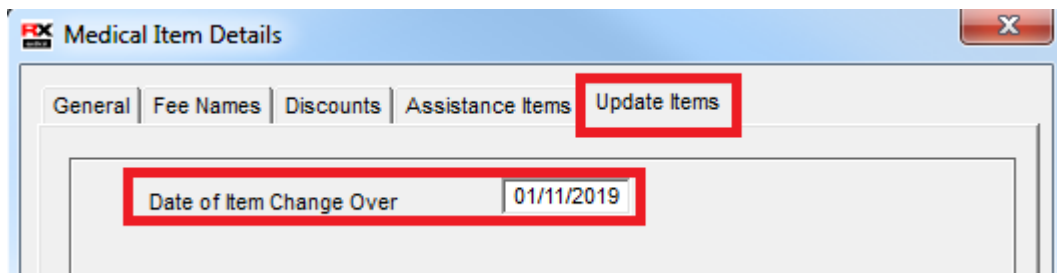 RX Medical Item Details
General Fee Names Discounts Assistance Items Update Items
Date of Item Change Over 01/11/2019